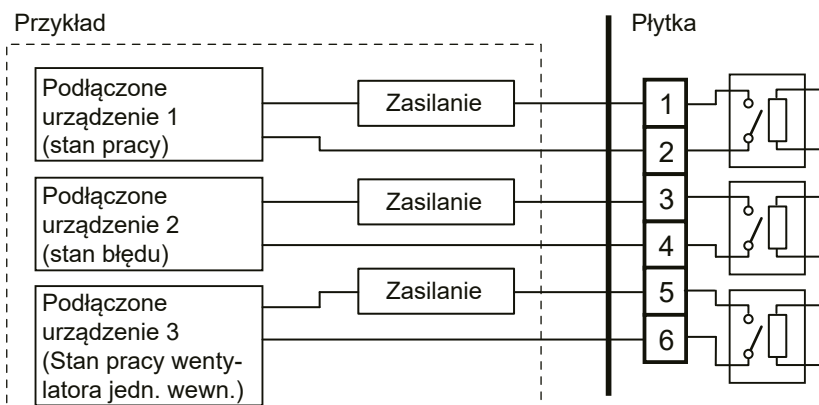 Przykład
Płytka
Podłączone
urządzenie 1
(stan pracy)
Zasilanie
1
2
Podłączone
urządzenie 2
(stan błędu)
Zasilanie
3
4
Podłączone
urządzenie 3
(Stan pracy wenty-
latora jedn. wewn.)
Zasilanie
5
6